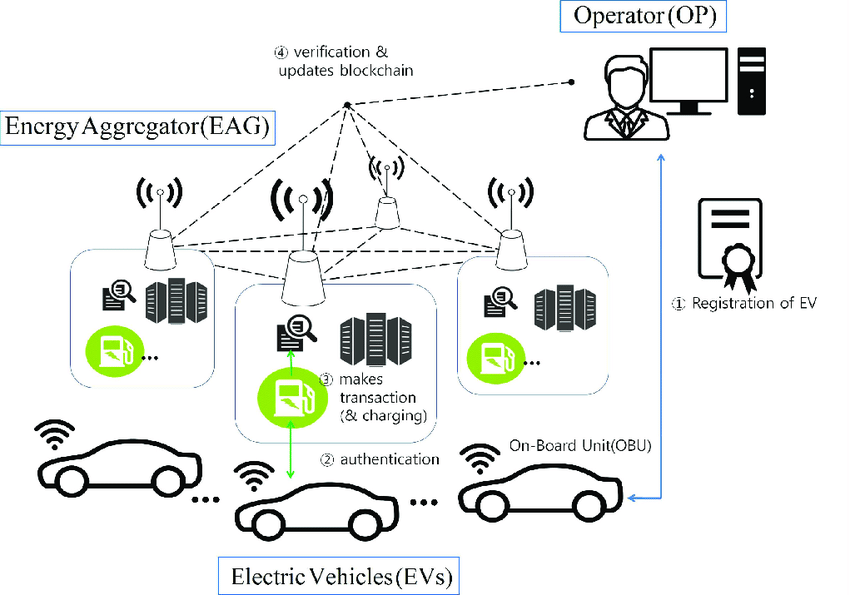 Operator(OP)
④ verification &
updates blockchain
Energy Aggregator(EAG)
① Registration of EV
...
...
③ makes
transaction
(& charging)
On-Board Unit(OBU)
② authentication
...
...
Electric Vehicles(EVs)